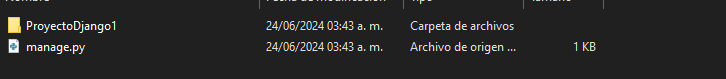 ProyectoDjango1 24/06/2024 03:43 a. m. Carpeta de archivos
manage.py 24/06/2024 03:43 a. m. Archivo de origen ... 1 KB